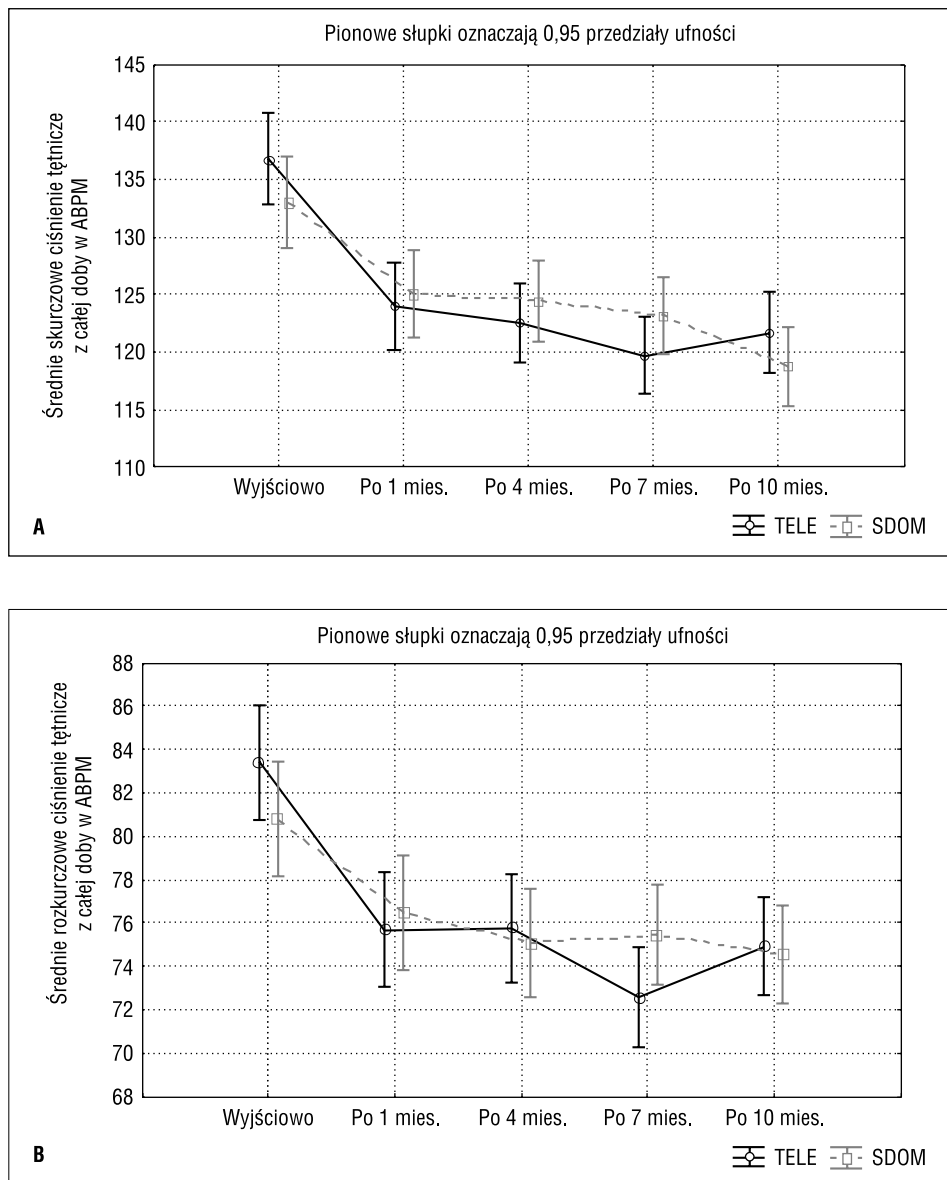 Pionowe słupki oznaczają 0,95 przedziały ufności
Średnie skurczowe ciśnienie tętnicze
z całej doby w ABPM
145
140
135
130
125
120
115
110
Wyjściowo Po 1 mies. Po 4 mies. Po 7 mies. Po 10 mies.
A
TELE SDOM
Pionowe słupki oznaczają 0,95 przedziały ufności
Średnie rozkurczowe ciśnienie tętnicze
z całej doby w ABPM
88
86
84
82
80
78
76
74
72
70
68
Wyjściowo Po 1 mies. Po 4 mies. Po 7 mies. Po 10 mies.
B
TELE SDOM